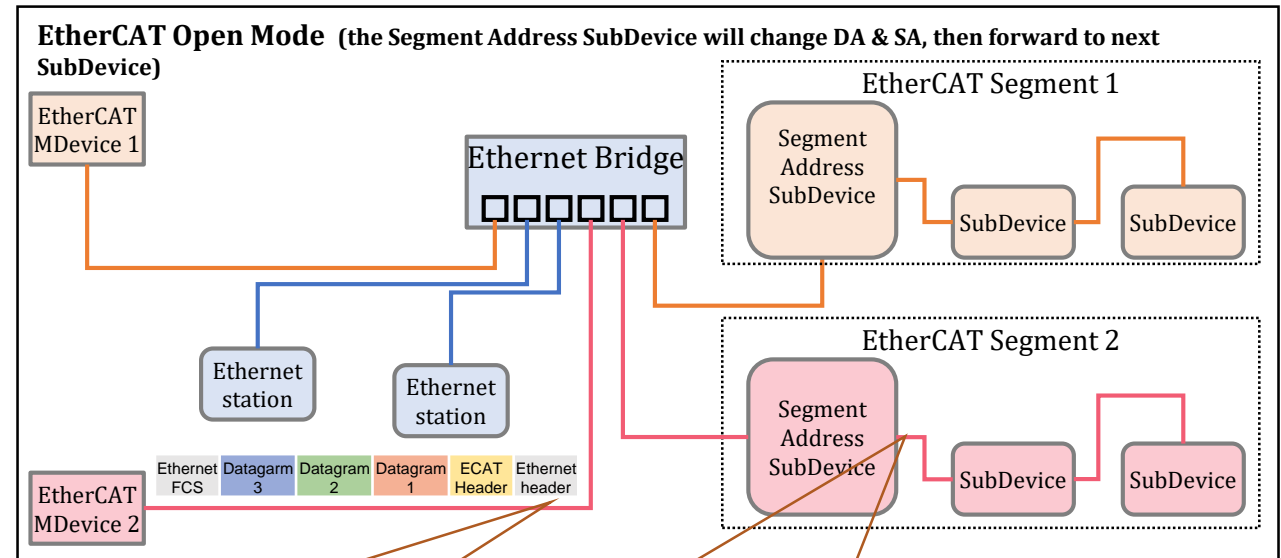 EtherCAT Open Mode (the Segment Address SubDevice will change DA & SA, then forward to next
SubDevice)
EtherCAT
MDevice 1
Ethernet Bridge
EtherCAT Segment 1
Segment
Address
SubDevice
SubDevice
SubDevice
Ethernet
station
Ethernet
station
EtherCAT Segment 2
Segment
Address
SubDevice
SubDevice
SubDevice
EtherCAT
MDevice 2
Ethernet
FCS
Datagarm
3
Datagram
2
Datagram
1
ECAT
Header
Ethernet
header